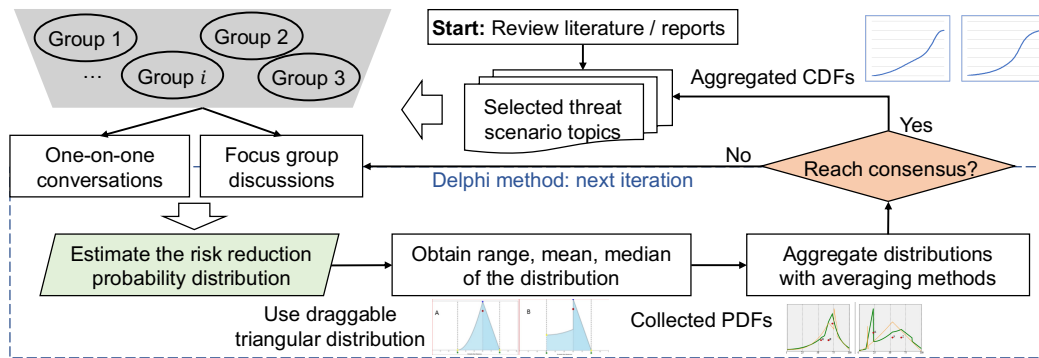 Group 1
Group 2
...
Group i
Group 3
Start: Review literature / reports
Selected threat
scenario topics
Aggregated CDFs
Yes
No
Reach consensus?
One-on-one
conversations
Focus group
discussions
Delphi method: next iteration
Estimate the risk reduction
probability distribution
Obtain range, mean, median
of the distribution
Aggregate distributions
with averaging methods
Use draggable
triangular distribution
A
B
Collected PDFs